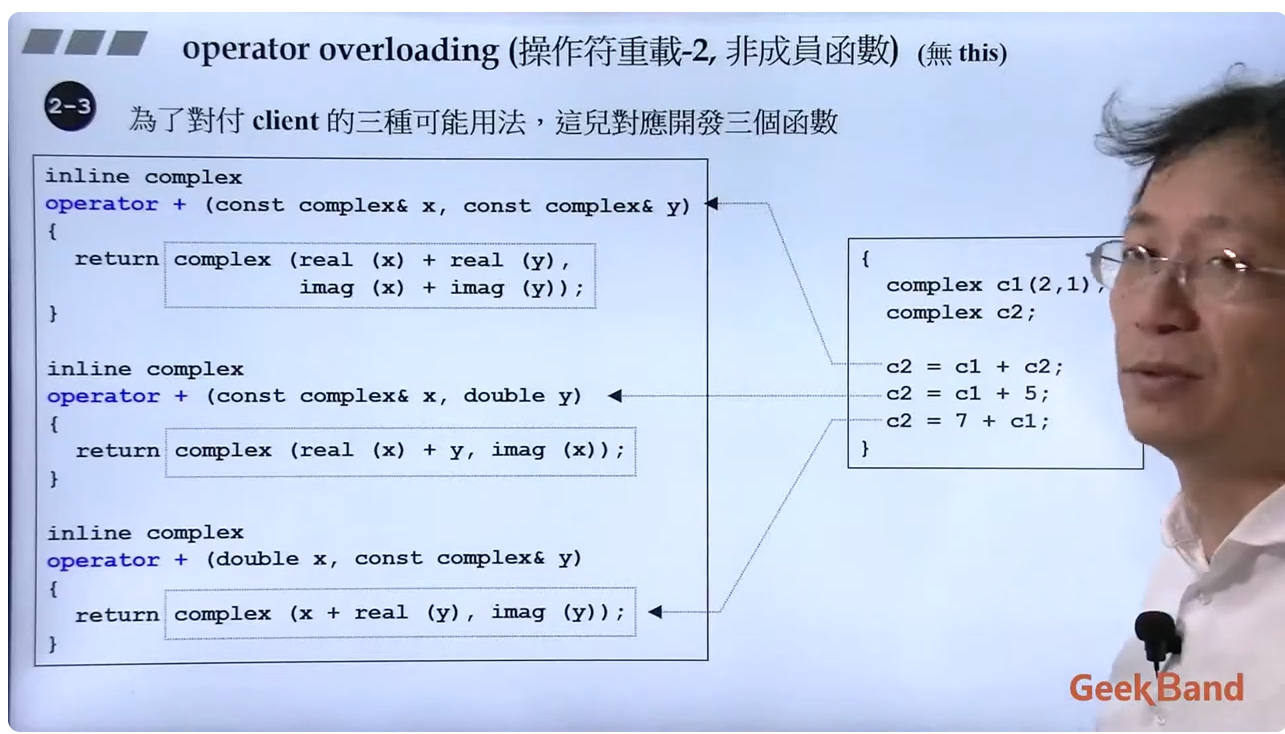 operator overloading (操作符重載-2, 非成員函數) (無 this)
2-3
為了對付 client 的三種可能用法，這兒對應開發三個函數
inline complex
operator + (const complex& x, const complex& y)
{
return complex (real (x) + real (y),
imag (x) + imag (y));
}
inline complex
operator + (const complex& x, double y)
{
return complex (real (x) + y, imag (x));
}
inline complex
operator + (double x, const complex& y)
{
return complex (x + real (y), imag (y));
}
{
complex c1(2,1);
complex c2;
c2 = c1 + c2;
c2 = c1 + 5;
c2 = 7 + c1;
}
GeekBand